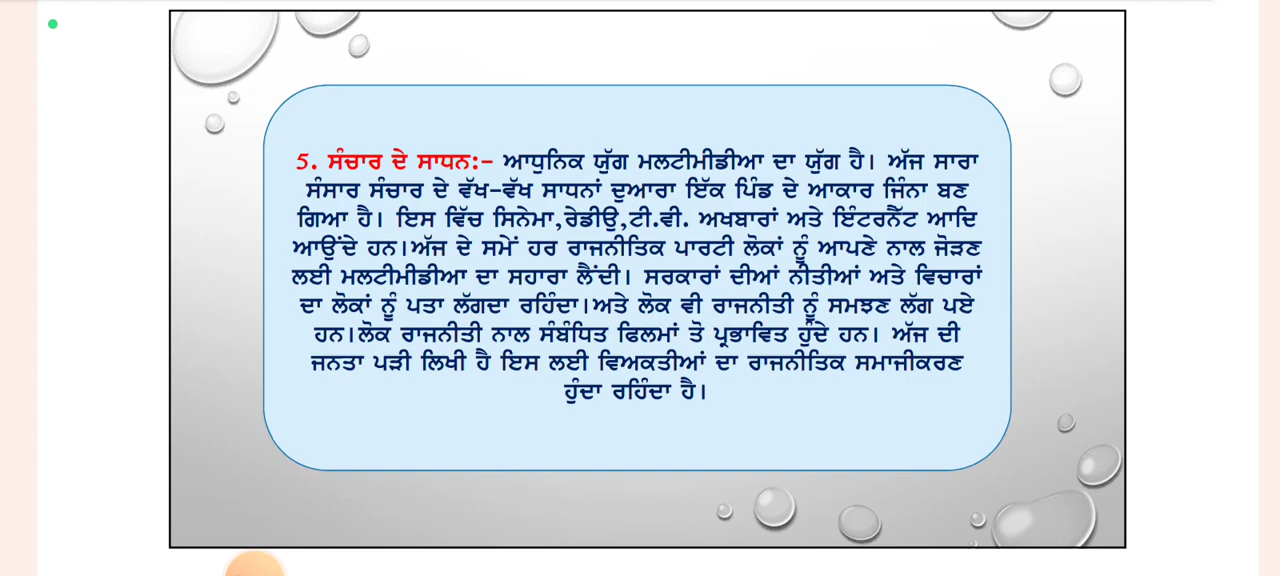 5. ਸੰਚਾਰ ਦੇ ਸਾਧਨ:- ਆਧੁਨਿਕ ਯੁੱਗ ਮਲਟੀਮੀਡੀਆ ਦਾ ਯੁੱਗ ਹੈ। ਅੱਜ ਸਾਰਾ
ਸੰਸਾਰ ਸੰਚਾਰ ਦੇ ਵੱਖ-ਵੱਖ ਸਾਧਨਾਂ ਦੁਆਰਾ ਇੱਕ ਪਿੰਡ ਦੇ ਆਕਾਰ ਜਿੰਨਾ ਬਣ
ਗਿਆ ਹੈ। ਇਸ ਵਿੱਚ ਸਿਨੇਮਾ,ਰੇਡੀਉ,ਟੀ.ਵੀ. ਅਖਬਾਰਾਂ ਅਤੇ ਇੰਟਰਨੈੱਟ ਆਦਿ
ਆਉਂਦੇ ਹਨ।ਅੱਜ ਦੇ ਸਮੇਂ ਹਰ ਰਾਜਨੀਤਿਕ ਪਾਰਟੀ ਲੋਕਾਂ ਨੂੰ ਆਪਣੇ ਨਾਲ ਜੋੜਣ
ਲਈ ਮਲਟੀਮੀਡੀਆ ਦਾ ਸਹਾਰਾ ਲੈਂਦੀ। ਸਰਕਾਰਾਂ ਦੀਆਂ ਨੀਤੀਆਂ ਅਤੇ ਵਿਚਾਰਾਂ
ਦਾ ਲੋਕਾਂ ਨੂੰ ਪਤਾ ਲੱਗਦਾ ਰਹਿੰਦਾ।ਅਤੇ ਲੋਕ ਵੀ ਰਾਜਨੀਤੀ ਨੂੰ ਸਮਝਣ ਲੱਗ ਪਏ
ਹਨ।ਲੋਕ ਰਾਜਨੀਤੀ ਨਾਲ ਸੰਬੰਧਿਤ ਫਿਲਮਾਂ ਤੋ ਪ੍ਰਭਾਵਿਤ ਹੁੰਦੇ ਹਨ। ਅੱਜ ਦੀ
ਜਨਤਾ ਪੜੀ ਲਿਖੀ ਹੈ ਇਸ ਲਈ ਵਿਅਕਤੀਆਂ ਦਾ ਰਾਜਨੀਤਿਕ ਸਮਾਜੀਕਰਣ
ਹੁੰਦਾ ਰਹਿੰਦਾ ਹੈ।